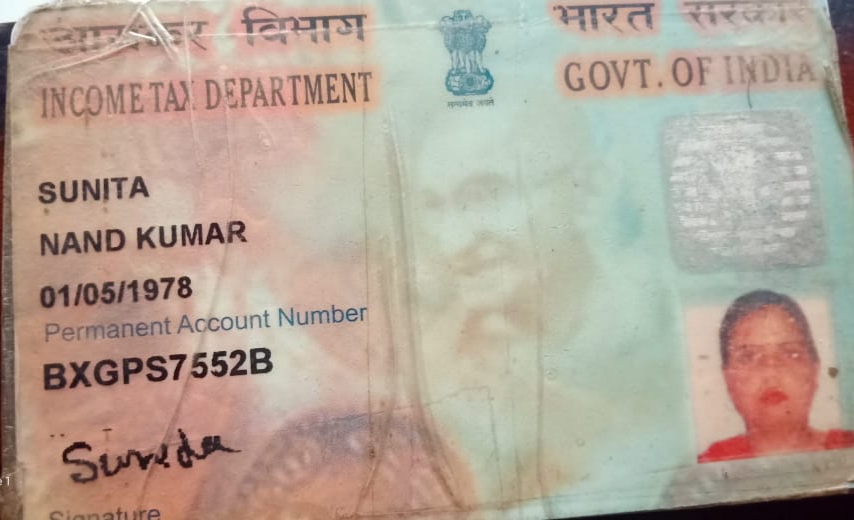 आयकर विभाग
भारत सरकार
INCOME TAX DEPARTMENT
GOVT. OF INDIA
सत्यमेव जयते
SUNITA
NAND KUMAR
01/05/1978
Permanent Account Number
BXGPS7552B
Sunita
Signature